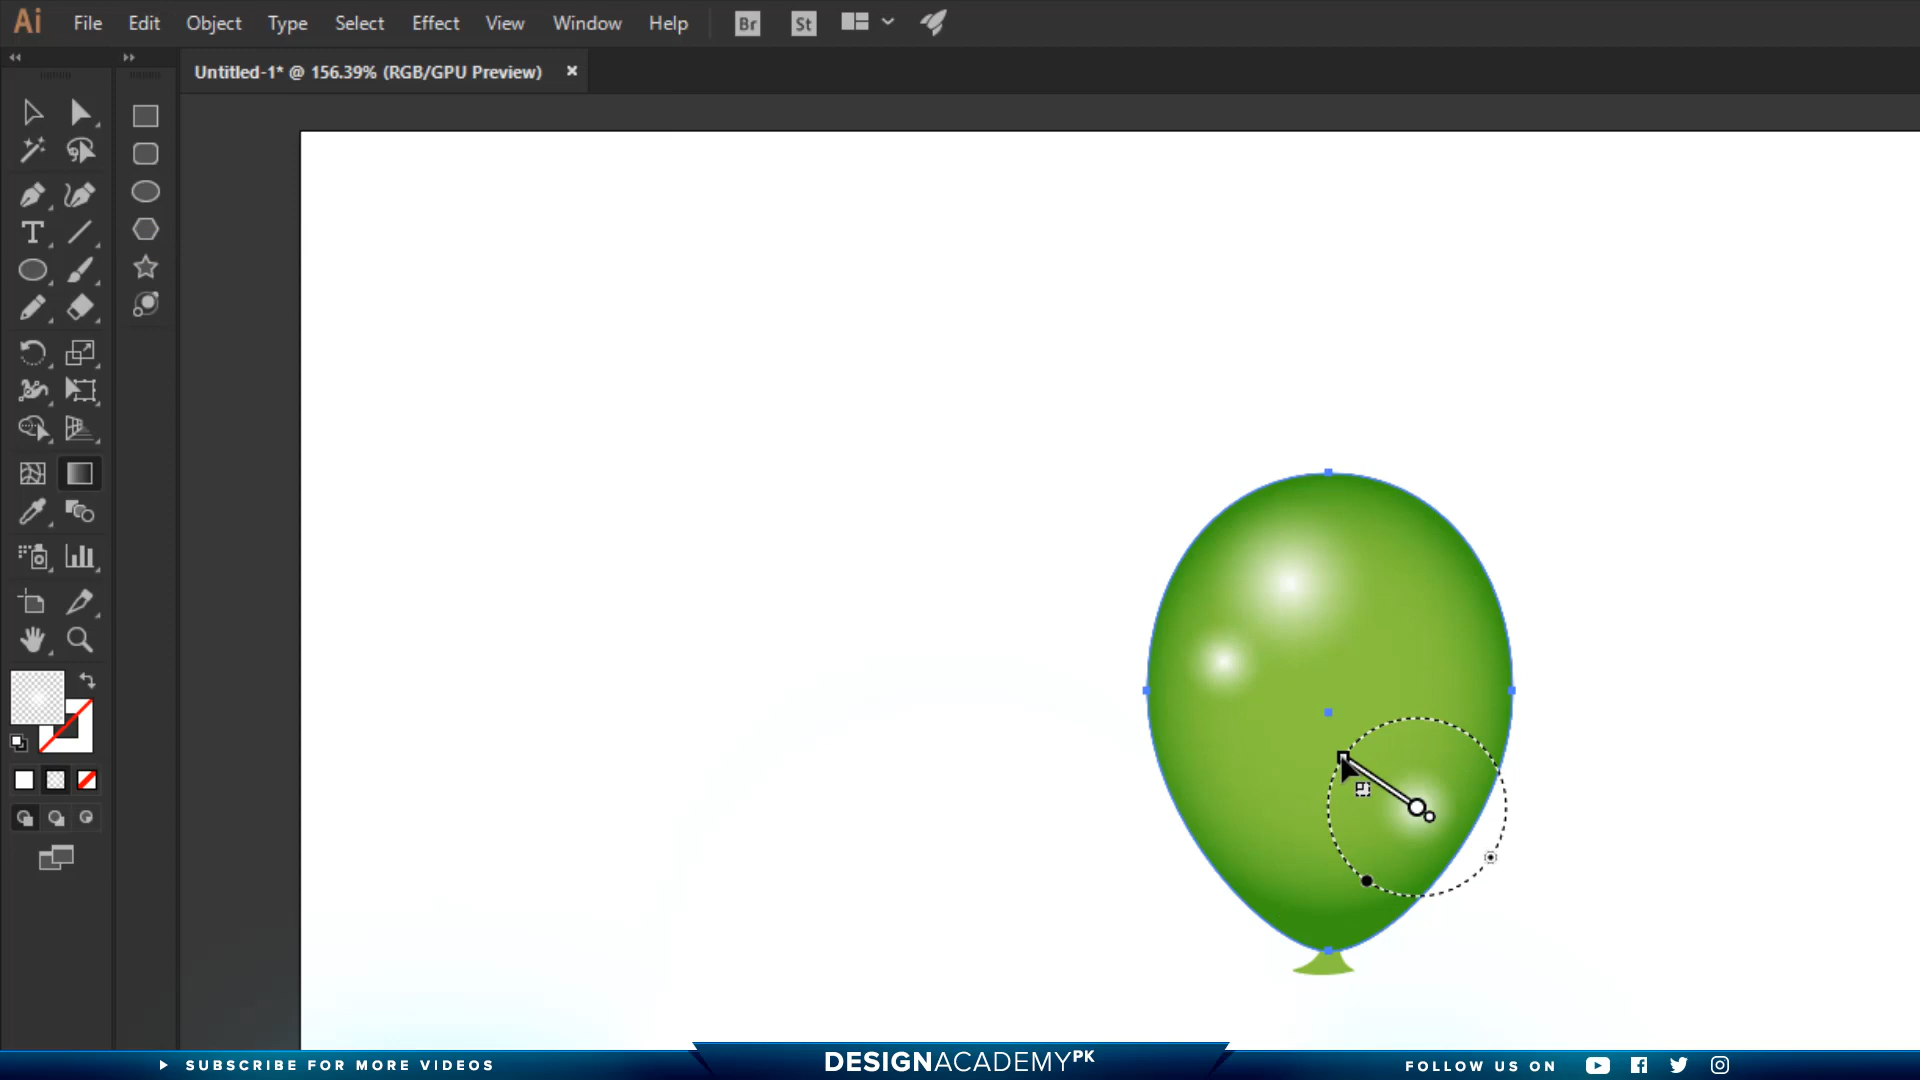 Ai File Edit Object Type Select Effect View Window Help Br St
Untitled-1* @ 156.39% (RGB/GPU Preview) ×
T
SUBSCRIBE FOR MORE VIDEOS
DESIGNACADEMYPK
FOLLOW US ON